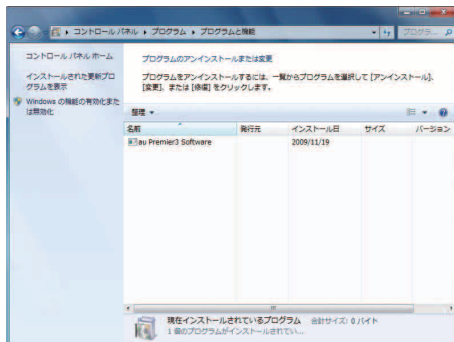 コントロール パネル ▸ プログラム ▸ プログラムと機能
プログラ...
コントロール パネル ホーム
インストールされた更新プロ
グラムを表示
Windows の機能の有効化また
は無効化
プログラムのアンインストールまたは変更
プログラムをアンインストールするには、一覧からプログラムを選択して [アンインストール]、
[変更]、または [修復] をクリックします。
整理
名前 発行元 インストール日 サイズ バージョン
au Premier3 Software 2009/11/19
現在インストールされているプログラム 合計サイズ: 0 バイト
1 個のプログラムがインストールされてい...